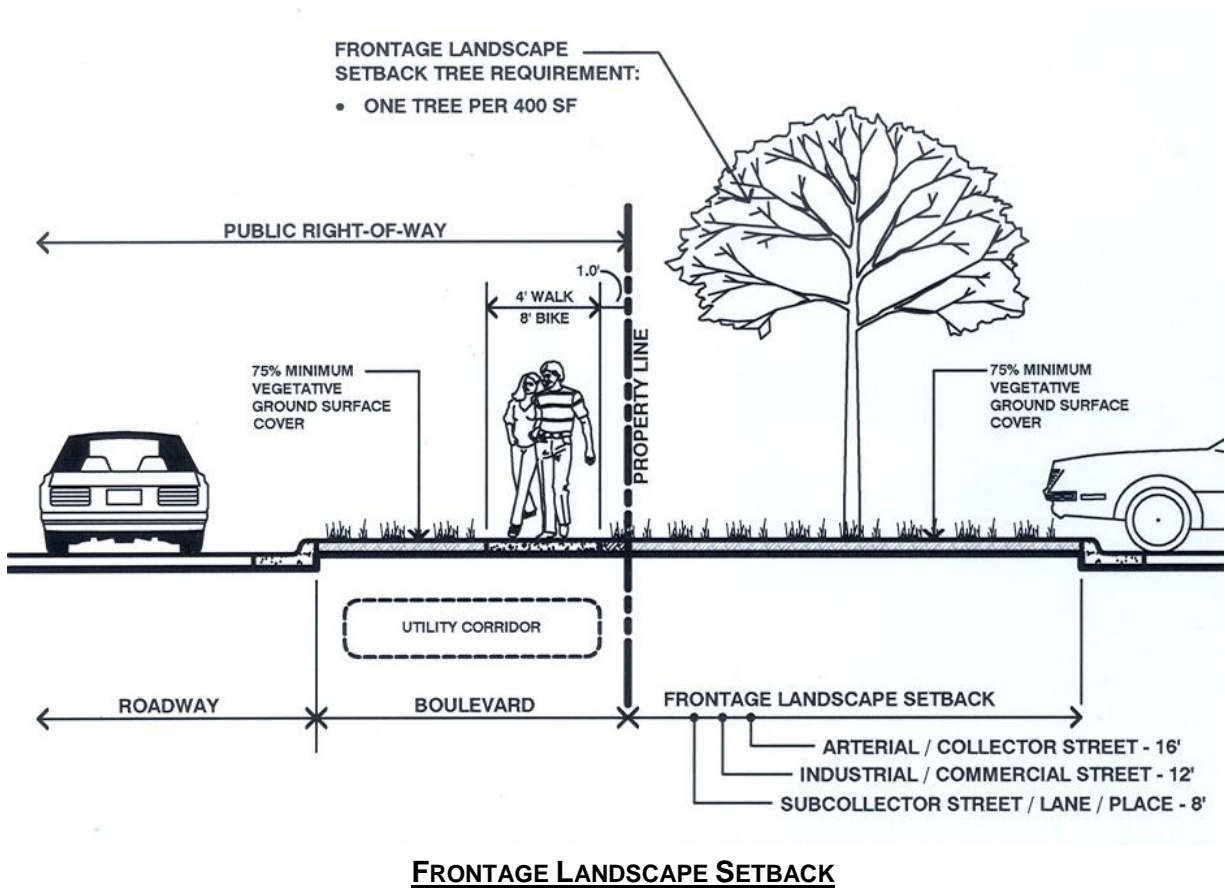 FRONTAGE LANDSCAPE
SETBACK TREE REQUIREMENT:
• ONE TREE PER 400 SF
PUBLIC RIGHT-OF-WAY
1.0'
4' WALK
8' BIKE
PROPERTY LINE
75% MINIMUM
VEGETATIVE
GROUND SURFACE
COVER
75% MINIMUM
VEGETATIVE
GROUND SURFACE
COVER
UTILITY CORRIDOR
ROADWAY
BOULEVARD
FRONTAGE LANDSCAPE SETBACK
ARTERIAL / COLLECTOR STREET - 16'
INDUSTRIAL / COMMERCIAL STREET - 12'
SUBCOLLECTOR STREET / LANE / PLACE - 8'
FRONTAGE LANDSCAPE SETBACK